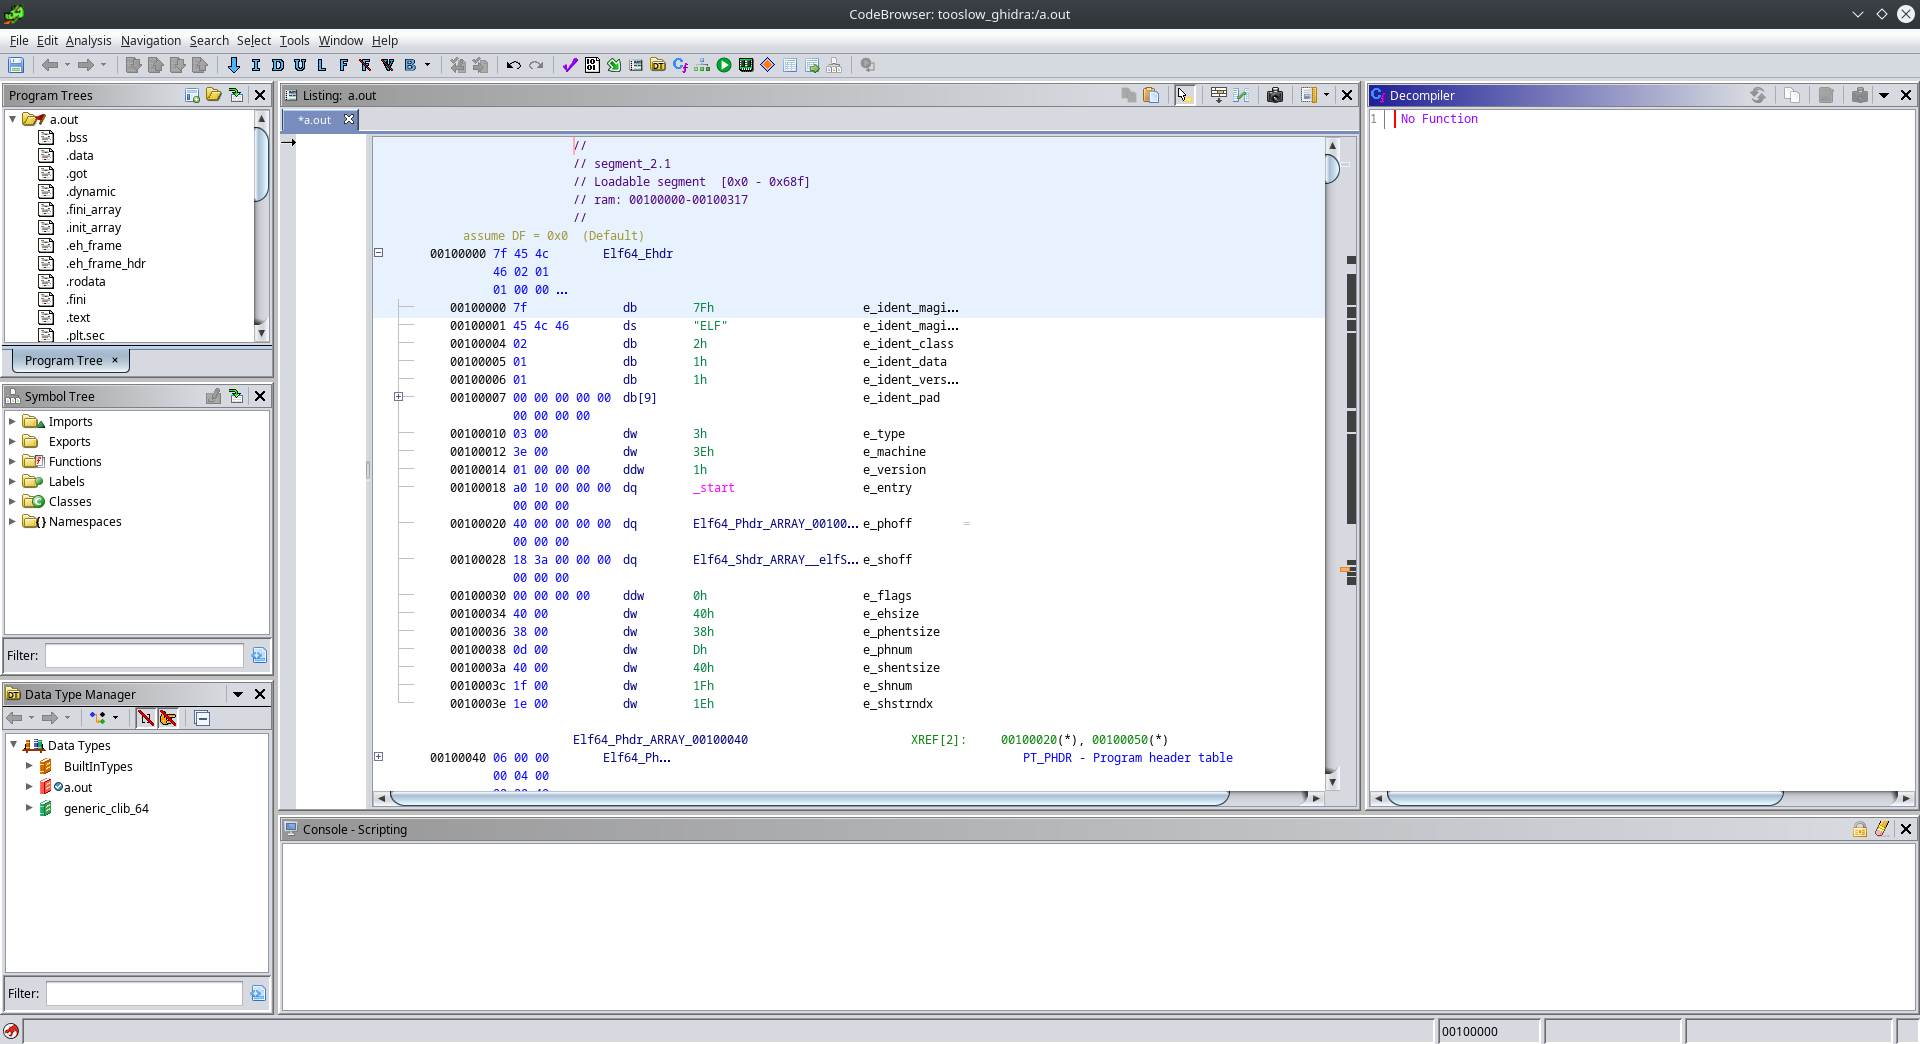 CodeBrowser: tooslow_ghidra:/a.out
File Edit Analysis Navigation Search Select Tools Window Help
I D U L F F V B
Program Trees
a.out
.bss
.data
.got
.dynamic
.fini_array
.init_array
.eh_frame
.eh_frame_hdr
.rodata
.fini
.text
.plt.sec
Program Tree ×
Symbol Tree
Imports
Exports
Functions
Labels
Classes
Namespaces
Filter:
Data Type Manager
Data Types
BuiltInTypes
a.out
generic_clib_64
Filter:
Listing: a.out
*a.out
//
// segment_2.1
// Loadable segment [0x0 - 0x68f]
// ram: 00100000-00100317
//
assume DF = 0x0 (Default)
00100000 7f 45 4c Elf64_Ehdr
46 02 01
01 00 00 ...
00100000 7f db 7Fh e_ident_magi...
00100001 45 4c 46 ds "ELF" e_ident_magi...
00100004 02 db 2h e_ident_class
00100005 01 db 1h e_ident_data
00100006 01 db 1h e_ident_vers...
00100007 00 00 00 00 00 db[9] e_ident_pad
00 00 00 00
00100010 03 00 dw 3h e_type
00100012 3e 00 dw 3Eh e_machine
00100014 01 00 00 00 ddw 1h e_version
00100018 a0 10 00 00 00 dq _start e_entry
00 00 00
00100020 40 00 00 00 00 dq Elf64_Phdr_ARRAY_00100... e_phoff =
00 00 00
00100028 18 3a 00 00 00 dq Elf64_Shdr_ARRAY__elfS... e_shoff
00 00 00
00100030 00 00 00 00 ddw 0h e_flags
00100034 40 00 dw 40h e_ehsize
00100036 38 00 dw 38h e_phentsize
00100038 0d 00 dw Dh e_phnum
0010003a 40 00 dw 40h e_shentsize
0010003c 1f 00 dw 1Fh e_shnum
0010003e 1e 00 dw 1Eh e_shstrndx
Elf64_Phdr_ARRAY_00100040 XREF[2]: 00100020(*), 00100050(*)
00100040 06 00 00 Elf64_Ph... PT_PHDR - Program header table
00 04 00
Decompiler
1 No Function
Console - Scripting
00100000